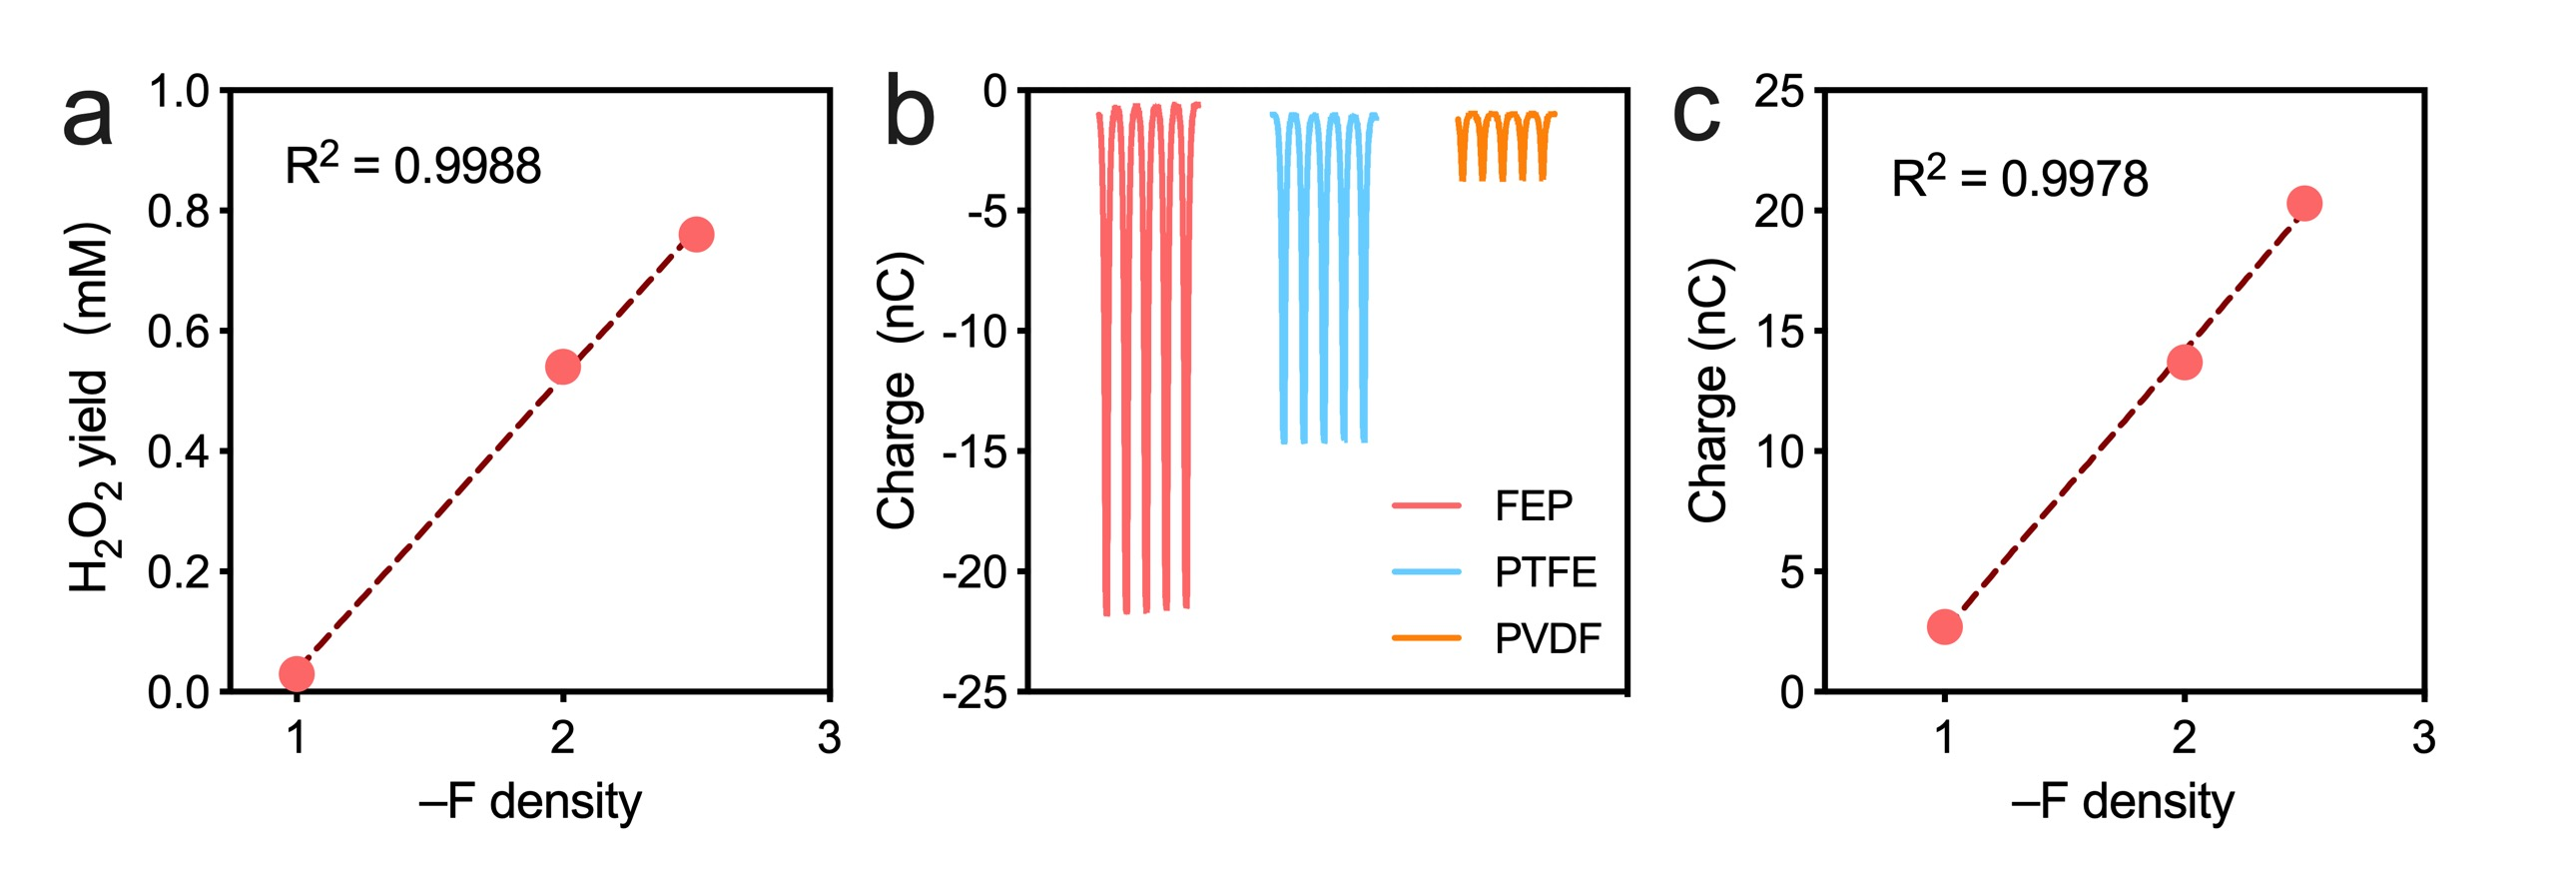 a
R² = 0.9988
H₂O₂ yield (mM)
1.0
0.8
0.6
0.4
0.2
0.0
1 2 3
–F density
b
Charge (nC)
0
-5
-10
-15
-20
-25
FEP
PTFE
PVDF
c
R² = 0.9978
Charge (nC)
25
20
15
10
5
0
1 2 3
–F density